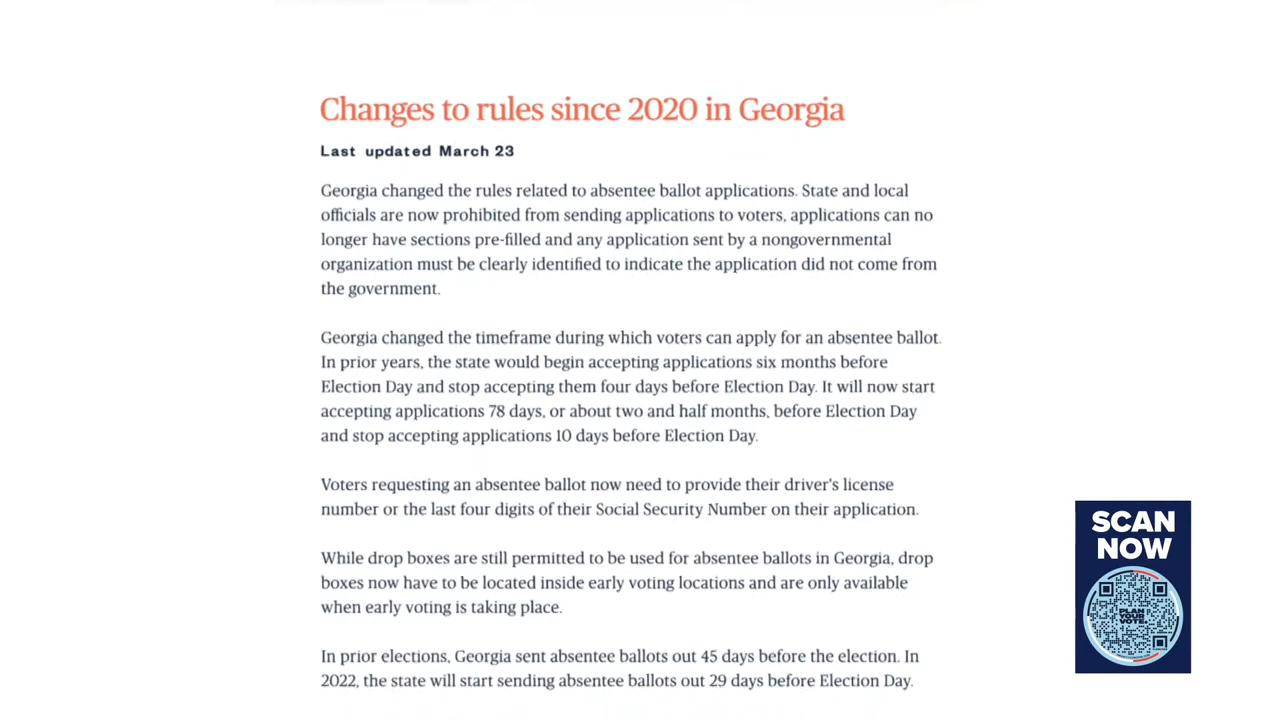 Changes to rules since 2020 in Georgia
Last updated March 23
Georgia changed the rules related to absentee ballot applications. State and local
officials are now prohibited from sending applications to voters, applications can no
longer have sections pre-filled and any application sent by a nongovernmental
organization must be clearly identified to indicate the application did not come from
the government.
Georgia changed the timeframe during which voters can apply for an absentee ballot.
In prior years, the state would begin accepting applications six months before
Election Day and stop accepting them four days before Election Day. It will now start
accepting applications 78 days, or about two and half months, before Election Day
and stop accepting applications 10 days before Election Day.
Voters requesting an absentee ballot now need to provide their driver's license
number or the last four digits of their Social Security Number on their application.
While drop boxes are still permitted to be used for absentee ballots in Georgia, drop
boxes now have to be located inside early voting locations and are only available
when early voting is taking place.
In prior elections, Georgia sent absentee ballots out 45 days before the election. In
2022, the state will start sending absentee ballots out 29 days before Election Day.
SCAN
NOW
PLAN
YOUR
VOTE.